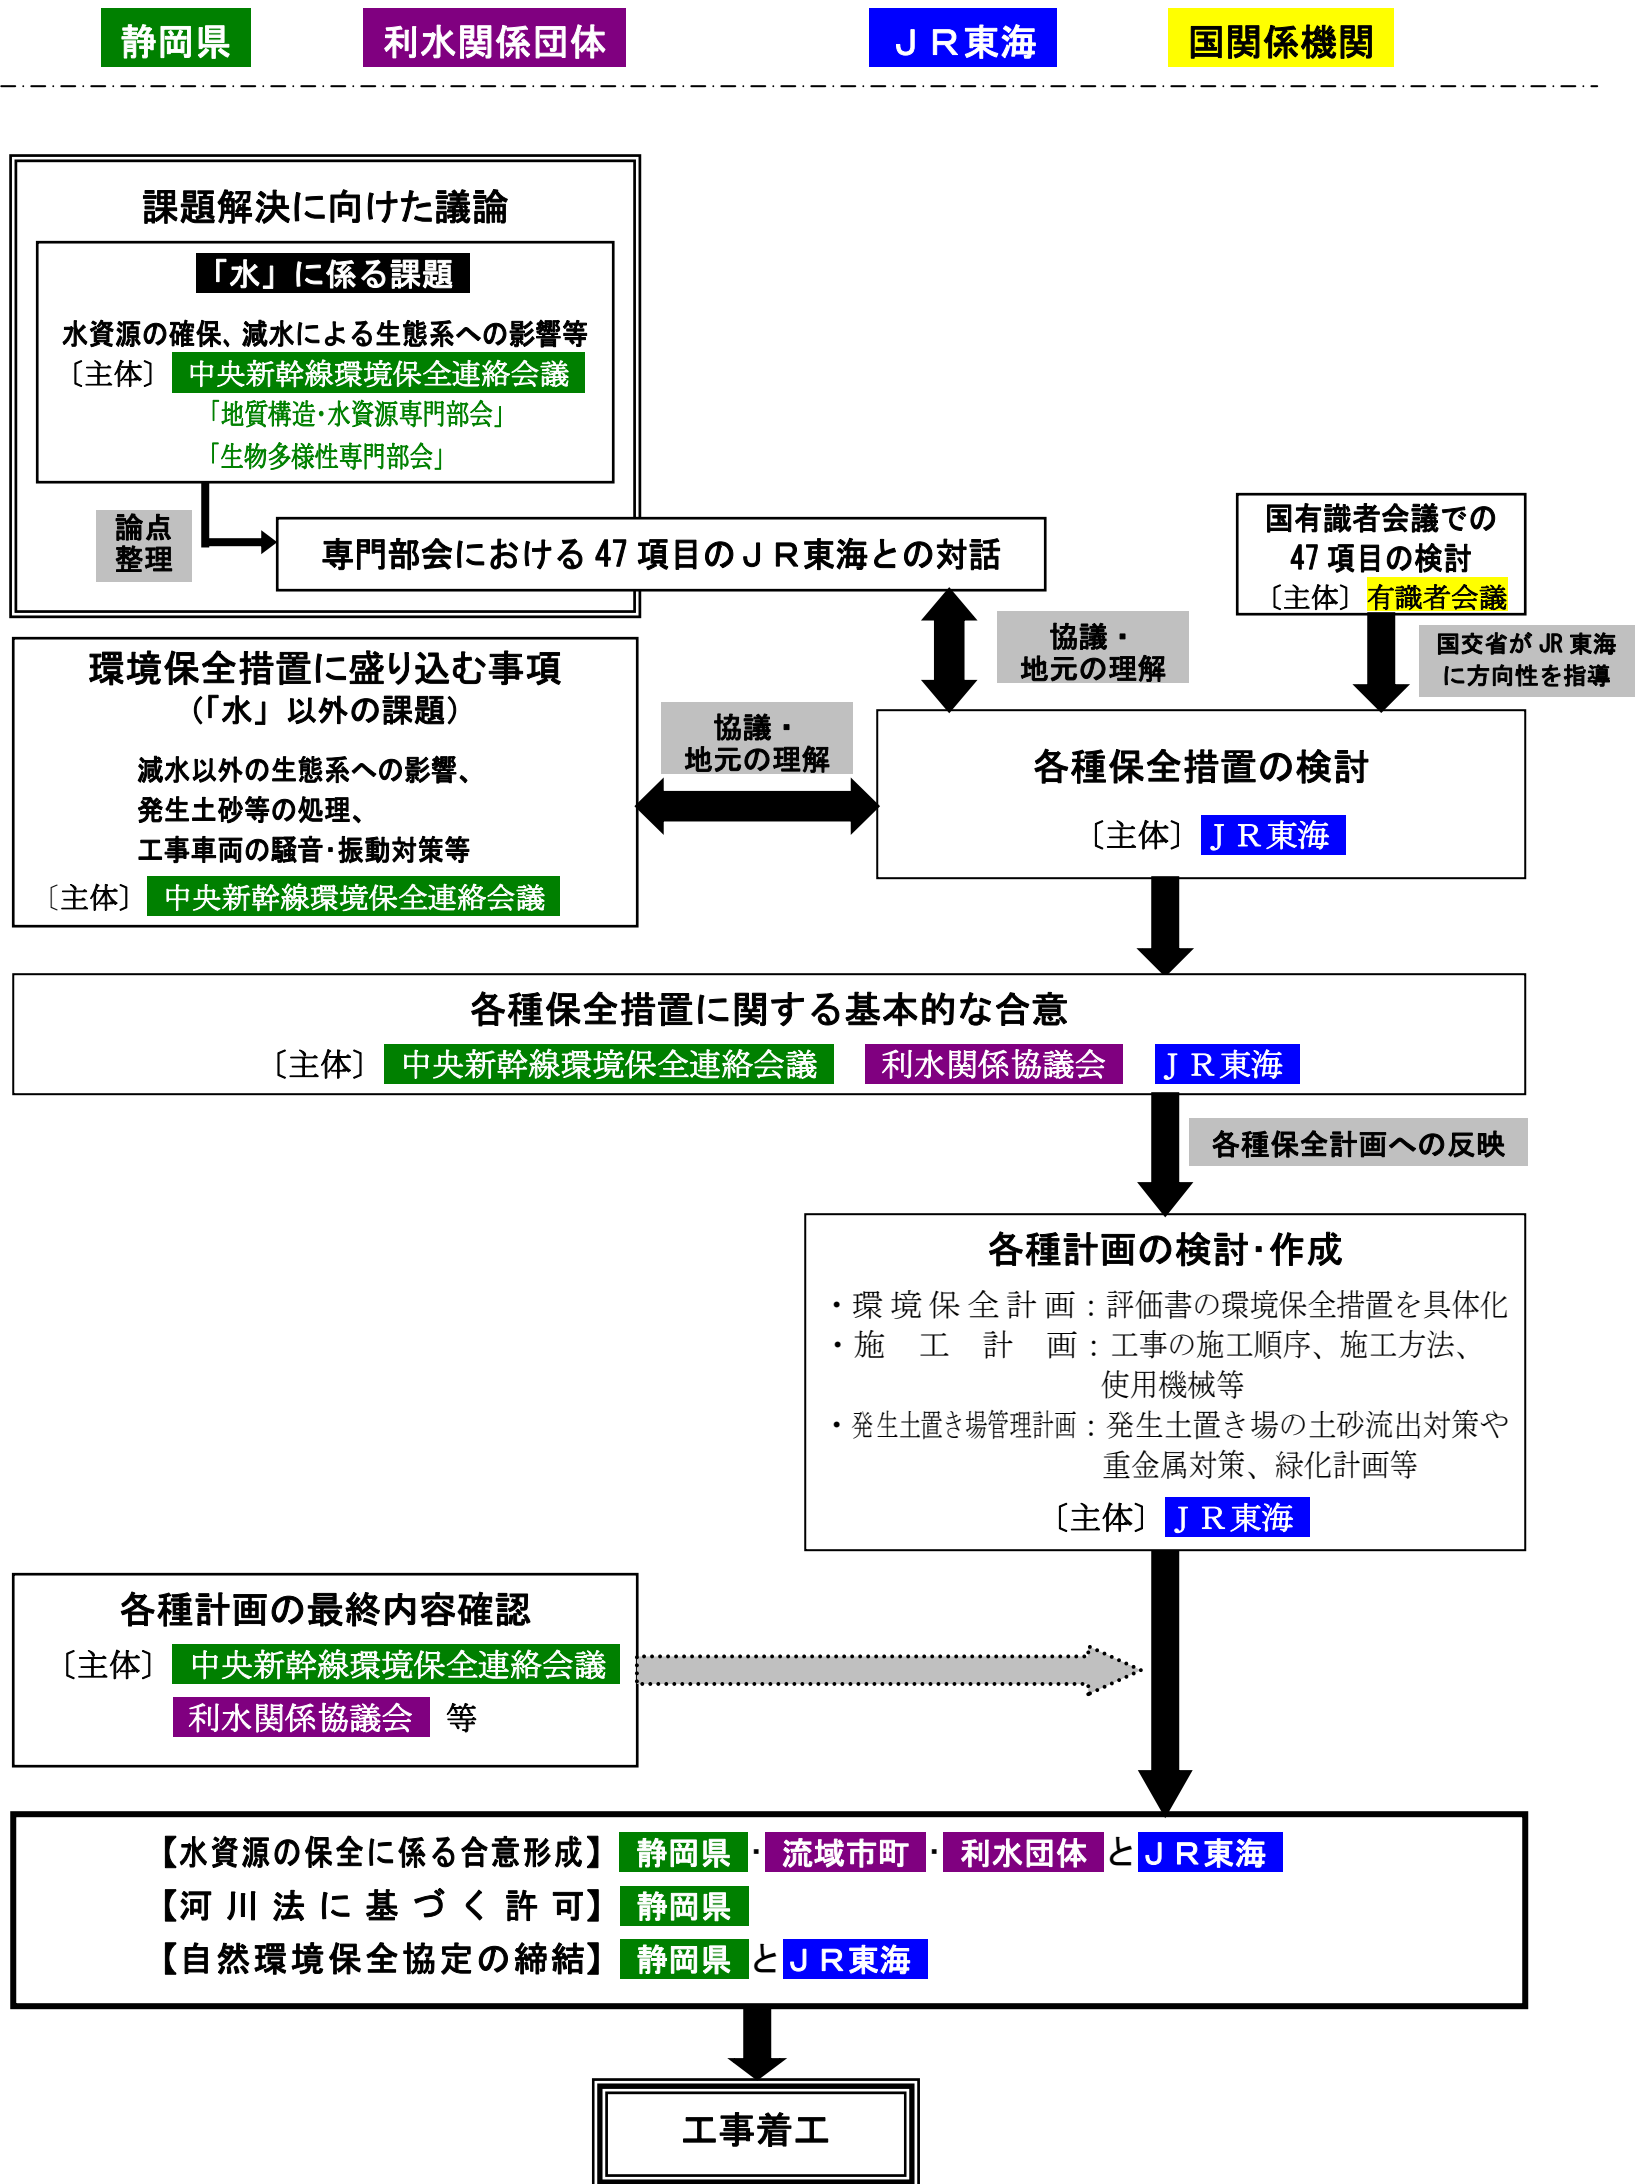 静岡県
利水関係団体
ＪＲ東海
国関係機関
課題解決に向けた議論
「水」に係る課題
水資源の確保、減水による生態系への影響等
〔主体〕 中央新幹線環境保全連絡会議
「地質構造・水資源専門部会」
「生物多様性専門部会」
論点
整理
専門部会における 47 項目のＪＲ東海との対話
国有識者会議での
47 項目の検討
〔主体〕 有識者会議
協議・
地元の理解
国交省が JR 東海
に方向性を指導
環境保全措置に盛り込む事項
（「水」以外の課題）
減水以外の生態系への影響、
発生土砂等の処理、
工事車両の騒音・振動対策等
〔主体〕 中央新幹線環境保全連絡会議
協議・
地元の理解
各種保全措置の検討
〔主体〕 ＪＲ東海
各種保全措置に関する基本的な合意
〔主体〕 中央新幹線環境保全連絡会議 利水関係協議会 ＪＲ東海
各種保全計画への反映
各種計画の検討・作成
・環境保全計画：評価書の環境保全措置を具体化
・施工計画：工事の施工順序、施工方法、
使用機械等
・発生土置き場管理計画：発生土置き場の土砂流出対策や
重金属対策、緑化計画等
〔主体〕 ＪＲ東海
各種計画の最終内容確認
〔主体〕 中央新幹線環境保全連絡会議
利水関係協議会 等
【水資源の保全に係る合意形成】 静岡県・流域市町・利水団体とＪＲ東海
【河川法に基づく許可】 静岡県
【自然環境保全協定の締結】 静岡県とＪＲ東海
工事着工